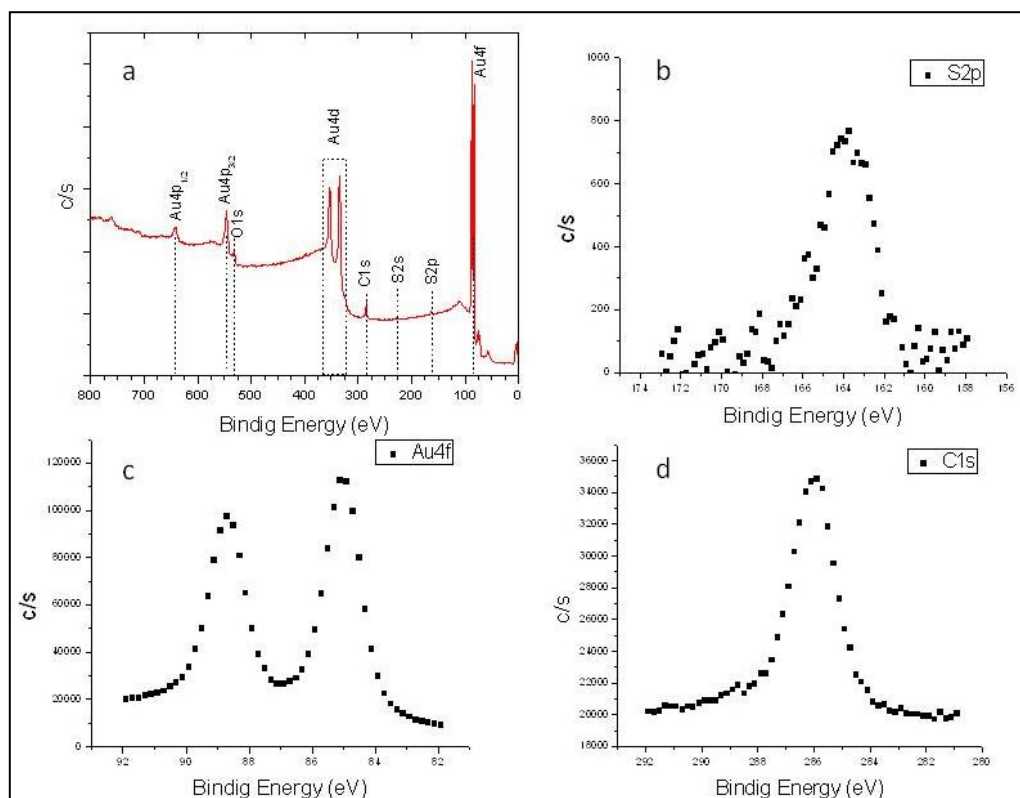 a
c/s
Au4p1/2
Au4p3/2
O1s
Au4d
C1s
S2s
S2p
Au4f
800 700 600 500 400 300 200 100 0
Bindig Energy (eV)
b
S2p
c/s
1000
800
600
400
200
0
174 172 170 168 166 164 162 160 158 156
Bindig Energy (eV)
c
Au4f
c/s
120000
100000
80000
60000
40000
20000
0
92 90 88 86 84 82
Bindig Energy (eV)
d
C1s
c/s
36000
34000
32000
30000
28000
26000
24000
22000
20000
18000
292 290 288 286 284 282 280
Bindig Energy (eV)